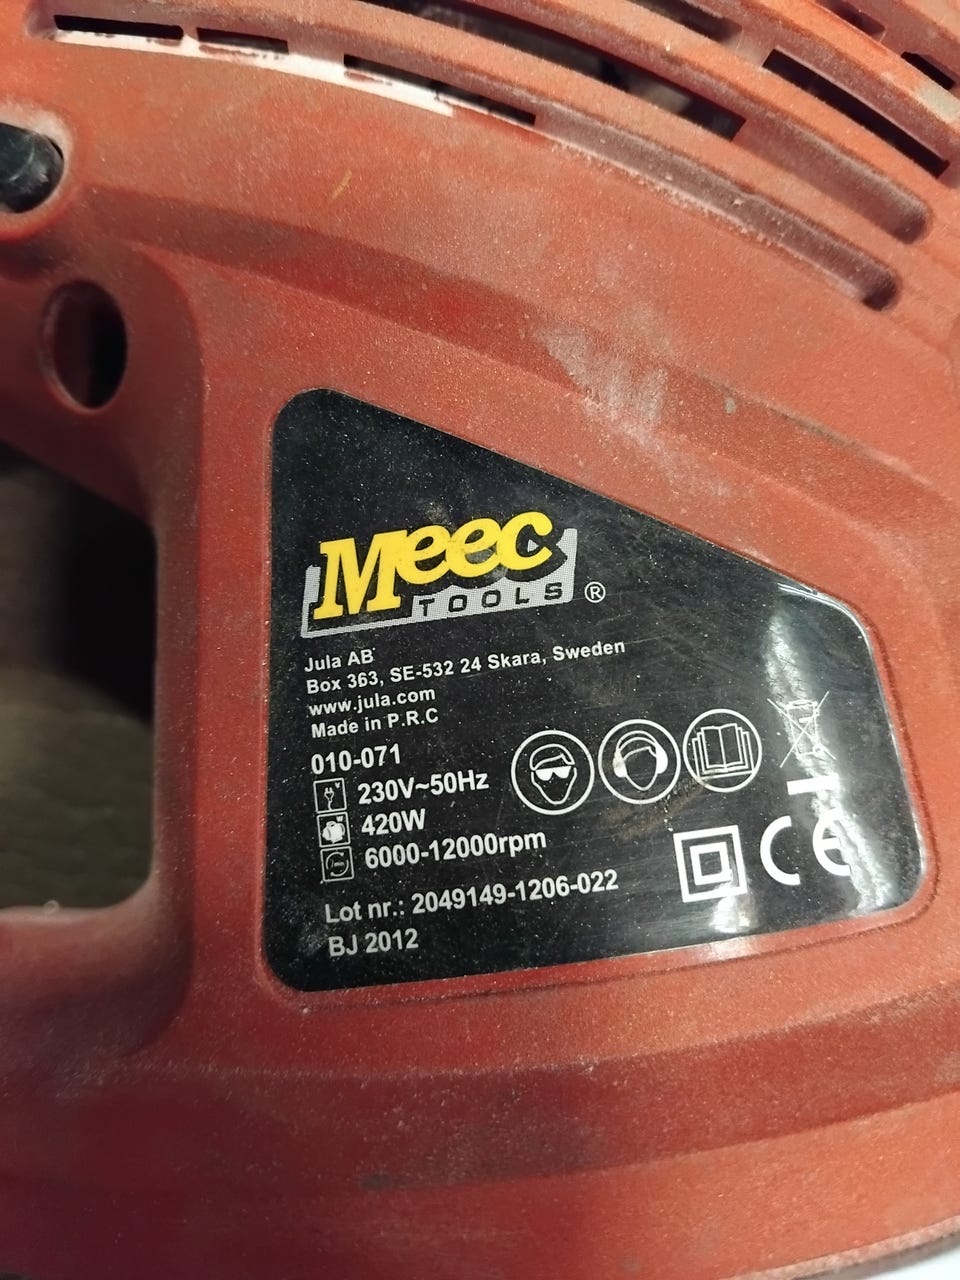 Meec
TOOLS ®
Jula AB
Box 363, SE-532 24 Skara, Sweden
www.jula.com
Made in P.R.C
010-071
230V~50Hz
420W
6000-12000rpm
Lot nr.: 2049149-1206-022
BJ 2012
CE